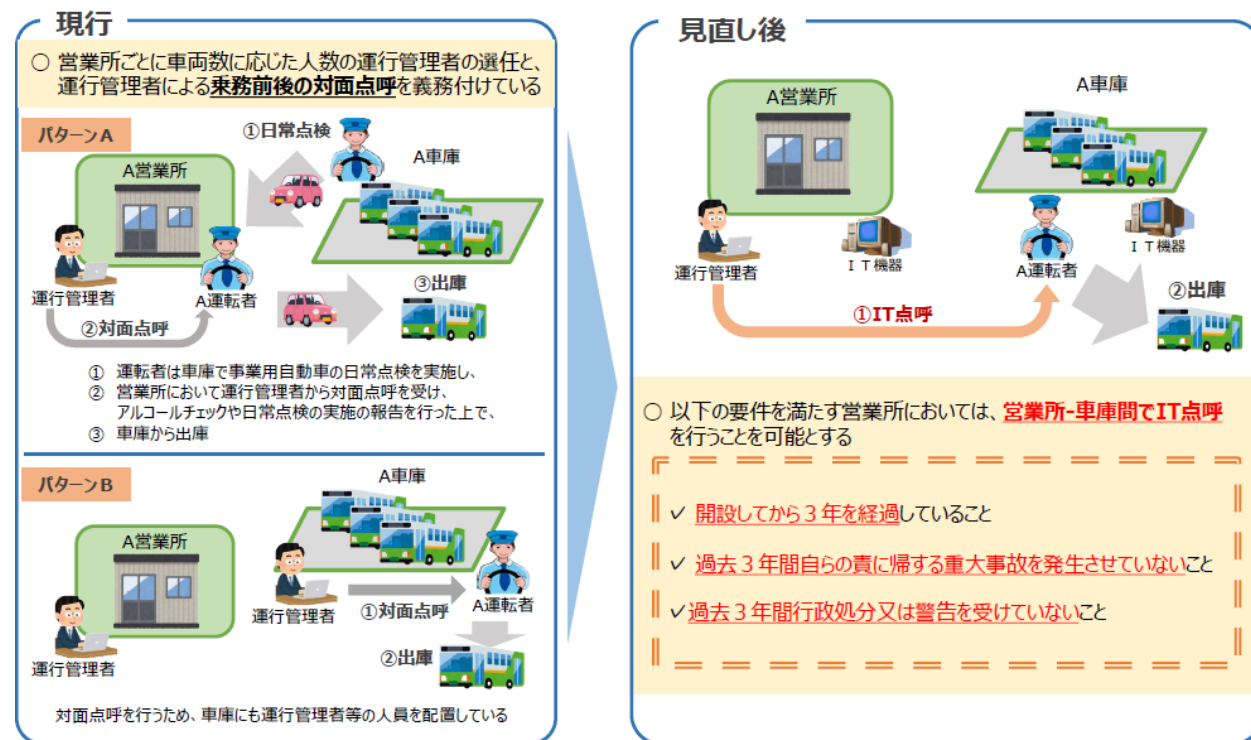 現行
○ 営業所ごとに車両数に応じた人数の運行管理者の選任と、
運行管理者による乗務前後の対面点呼を義務付けている
パターンA
①日常点検
A営業所
A車庫
運行管理者
A運転者
②対面点呼
③出庫
① 運転者は車庫で事業用自動車の日常点検を実施し、
② 営業所において運行管理者から対面点呼を受け、
アルコールチェックや日常点検の実施の報告を行った上で、
③ 車庫から出庫
パターンB
A車庫
A営業所
①対面点呼
運行管理者
A運転者
運行管理者
②出庫
対面点呼を行うため、車庫にも運行管理者等の人員を配置している
見直し後
A営業所
A車庫
運行管理者
IT機器
A運転者
IT機器
①IT点呼
②出庫
○ 以下の要件を満たす営業所においては、営業所-車庫間でIT点呼
を行うことを可能とする
✓ 開設してから3年を経過していること
✓ 過去3年間自らの責に帰する重大事故を発生させていないこと
✓ 過去3年間行政処分又は警告を受けていないこと